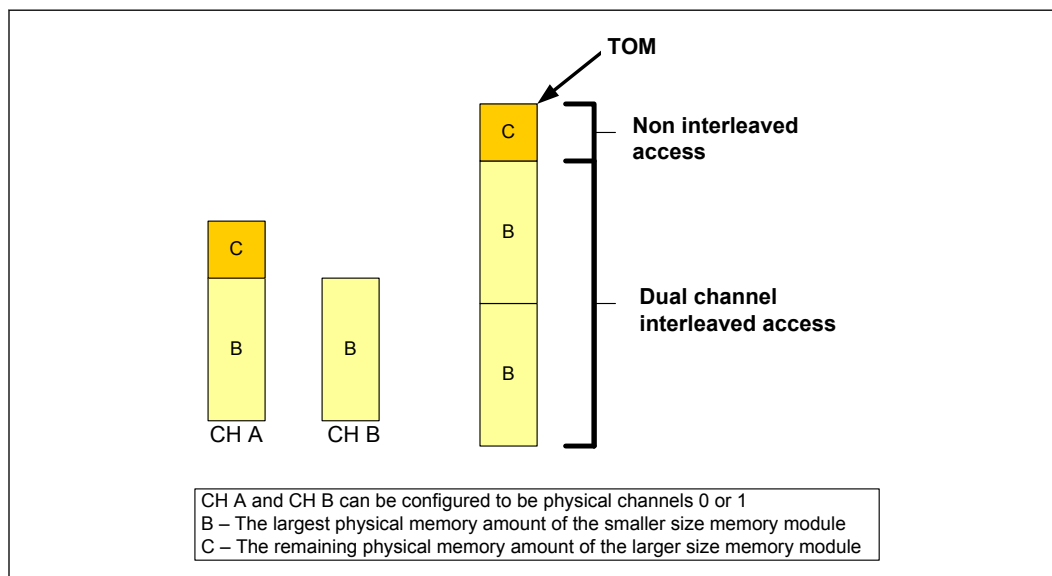 TOM
C
Non interleaved
access
C
B
B
B
Dual channel
interleaved access
B
CH A
CH B
CH A and CH B can be configured to be physical channels 0 or 1
B – The largest physical memory amount of the smaller size memory module
C – The remaining physical memory amount of the larger size memory module